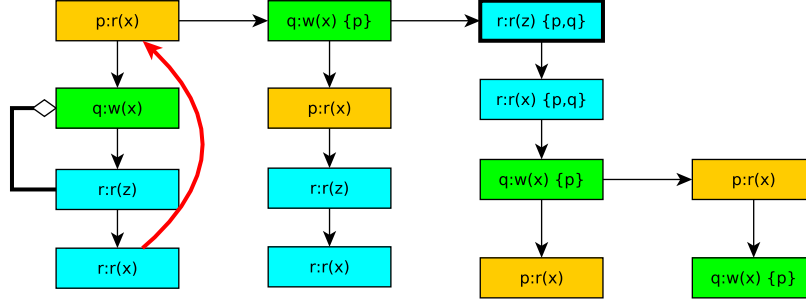 p:r(x)
q:w(x) {p}
r:r(z) {p,q}
q:w(x)
p:r(x)
r:r(x) {p,q}
r:r(z)
r:r(z)
q:w(x) {p}
p:r(x)
r:r(x)
r:r(x)
p:r(x)
q:w(x) {p}